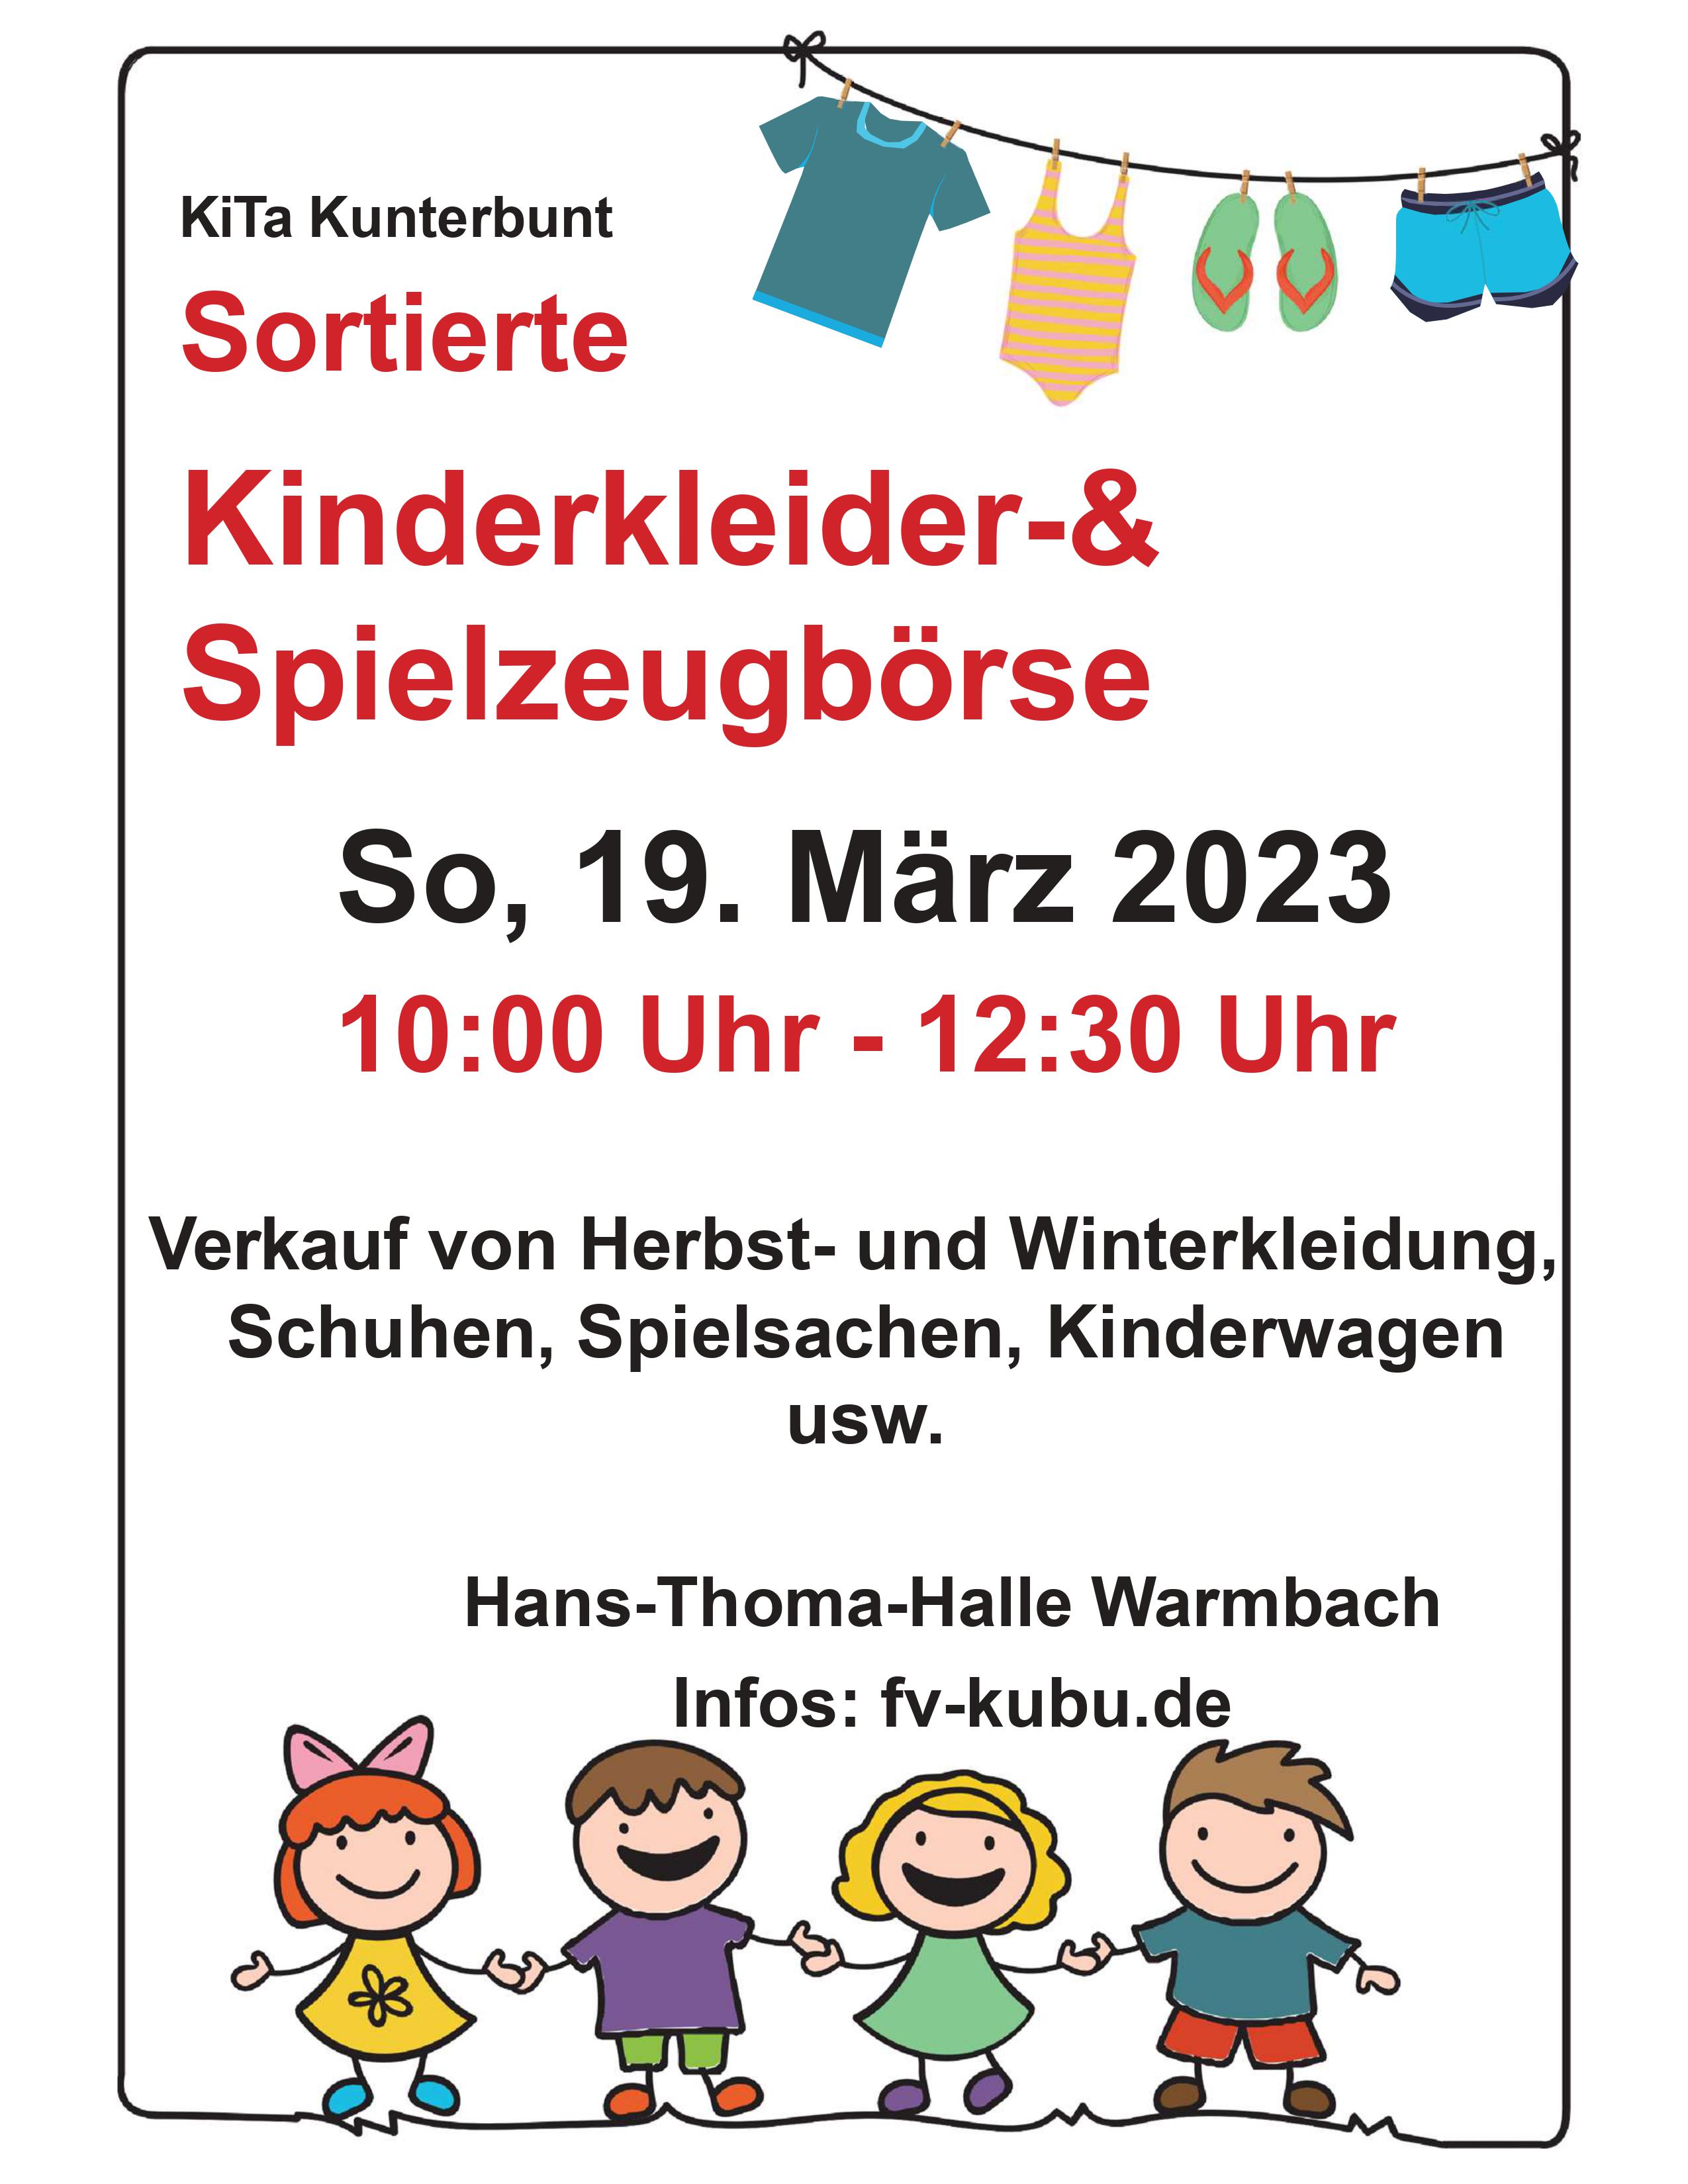 KiTa Kunterbunt
Sortierte
Kinderkleider-&
Spielzeugbörse
So, 19. März 2023
10:00 Uhr - 12:30 Uhr
Verkauf von Herbst- und Winterkleidung,
Schuhen, Spielsachen, Kinderwagen
usw.
Hans-Thoma-Halle Warmbach
Infos: fv-kubu.de